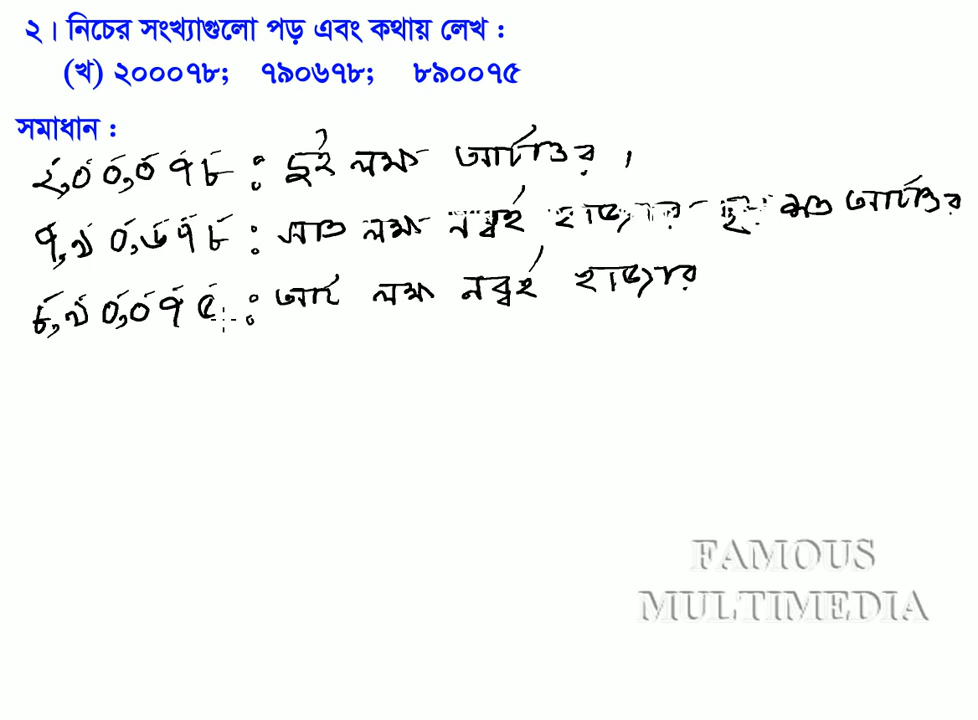 ২। নিচের সংখ্যাগুলো পড় এবং কথায় লেখ :
(খ) ২০০০৭৮; ৭৯০৬৭৮; ৮৯০০৭৫
সমাধান :
২,০০,০৭৮ : দুই লক্ষ আটাত্তর ,
৭,৯০,৬৭৮ : সাত লক্ষ নব্বই হাজার ছয় শত আটাত্তর
৮,৯০,০৭৫ : আট লক্ষ নব্বই হাজার
FAMOUS
MULTIMEDIA